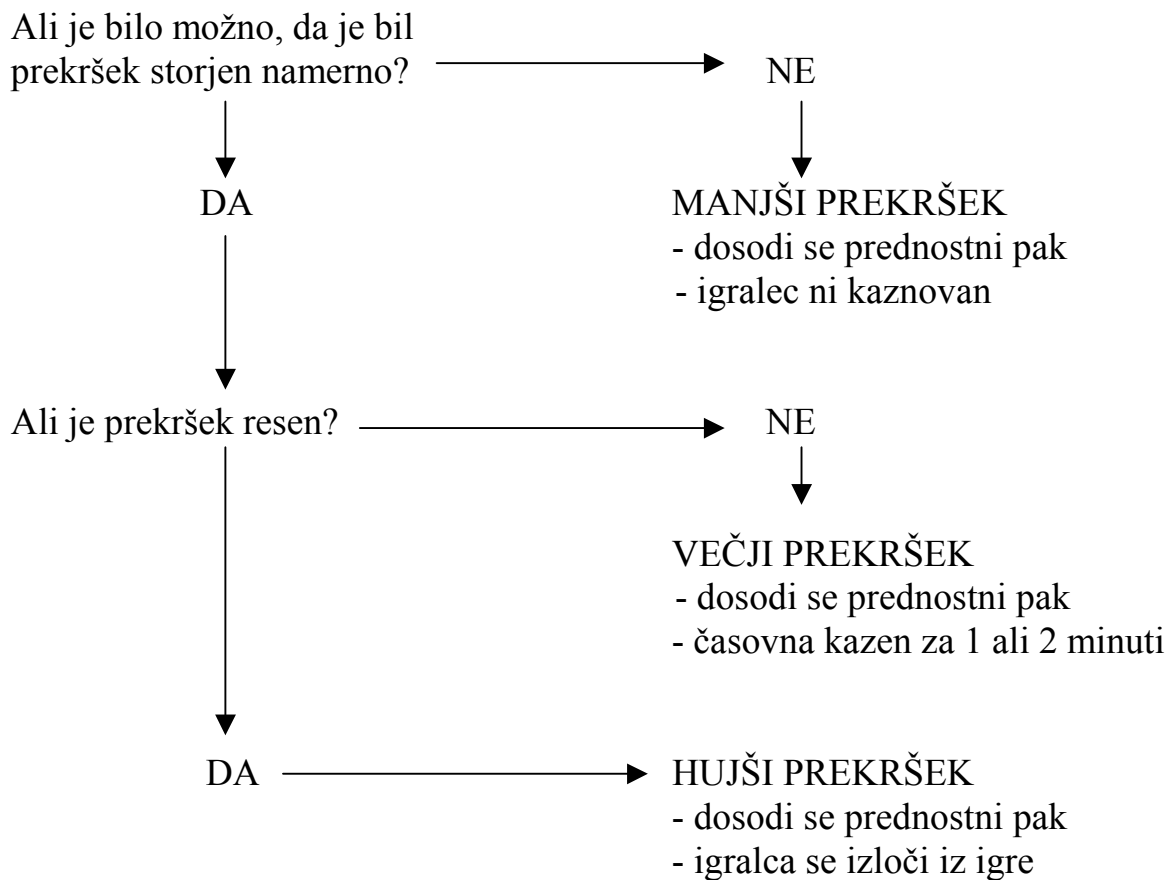 Ali je bilo možno, da je bil
prekršek storjen namerno?
NE
DA
MANJŠI PREKRŠEK
- dosodi se prednostni pak
- igralec ni kaznovan
Ali je prekršek resen?
NE
VEČJI PREKRŠEK
- dosodi se prednostni pak
- časovna kazen za 1 ali 2 minuti
DA
HUJŠI PREKRŠEK
- dosodi se prednostni pak
- igralca se izloči iz igre